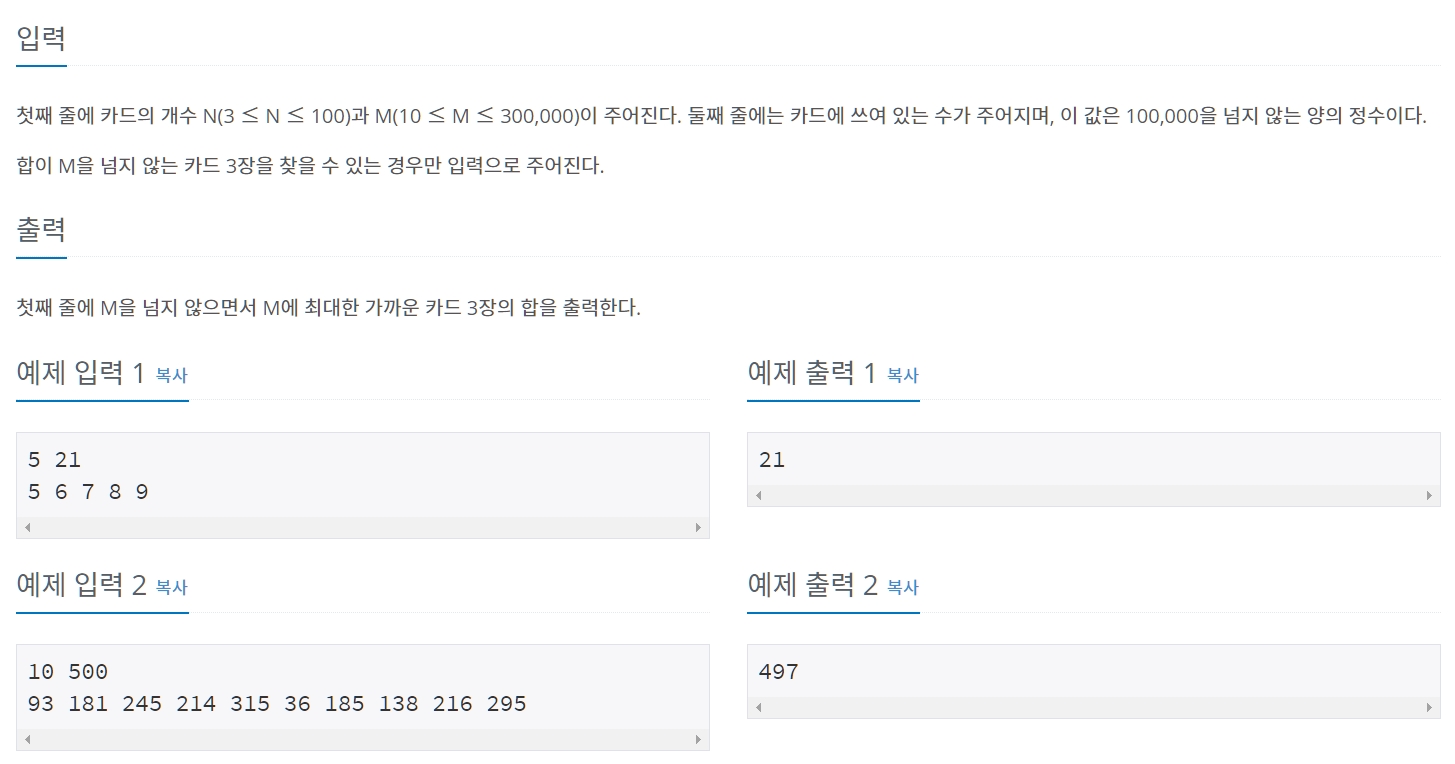 입력
첫째 줄에 카드의 개수 N(3 ≤ N ≤ 100)과 M(10 ≤ M ≤ 300,000)이 주어진다. 둘째 줄에는 카드에 쓰여 있는 수가 주어지며, 이 값은 100,000을 넘지 않는 양의 정수이다.
합이 M을 넘지 않는 카드 3장을 찾을 수 있는 경우만 입력으로 주어진다.
출력
첫째 줄에 M을 넘지 않으면서 M에 최대한 가까운 카드 3장의 합을 출력한다.
예제 입력 1 복사
5 21
5 6 7 8 9
예제 출력 1 복사
21
예제 입력 2 복사
10 500
93 181 245 214 315 36 185 138 216 295
예제 출력 2 복사
497